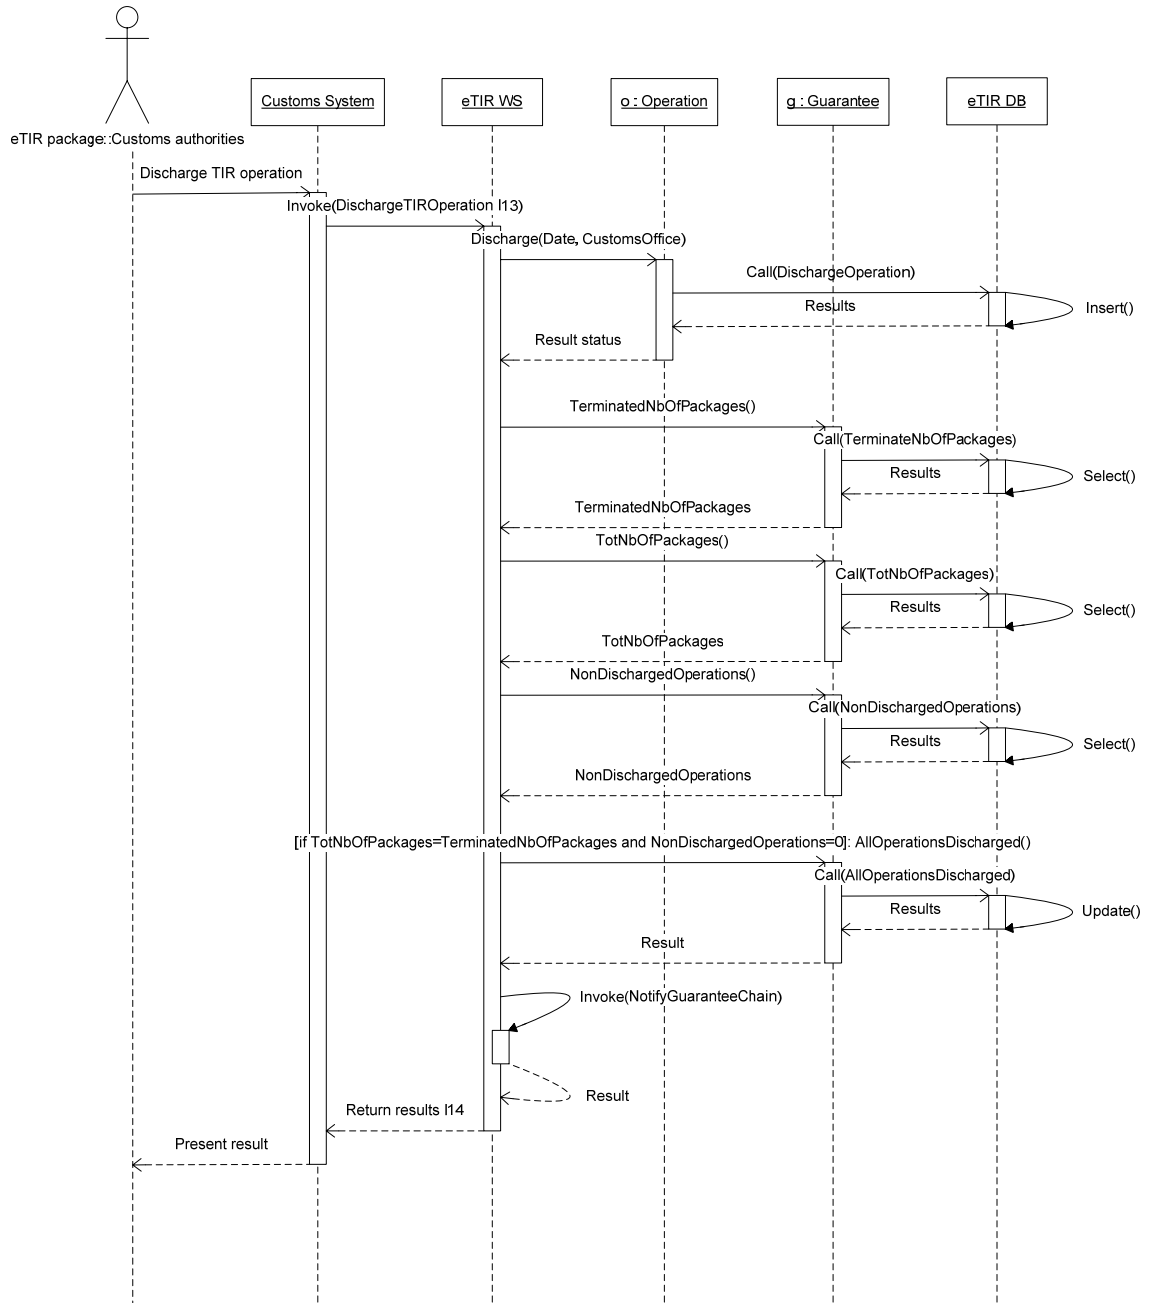 Customs System
eTIR WS
o : Operation
g : Guarantee
eTIR DB
eTIR package::Customs authorities
Discharge TIR operation
Invoke(DischargeTIROperation I13)
Discharge(Date, CustomsOffice)
Call(DischargeOperation)
Results
Insert()
Result status
TerminatedNbOfPackages()
Call(TerminateNbOfPackages)
Results
Select()
TerminatedNbOfPackages
TotNbOfPackages()
Call(TotNbOfPackages)
Results
Select()
TotNbOfPackages
NonDischargedOperations()
Call(NonDischargedOperations)
Results
Select()
NonDischargedOperations
[if TotNbOfPackages=TerminatedNbOfPackages and NonDischargedOperations=0]: AllOperationsDischarged()
Call(AllOperationsDischarged)
Results
Update()
Result
Invoke(NotifyGuaranteeChain)
Result
Return results I14
Present result